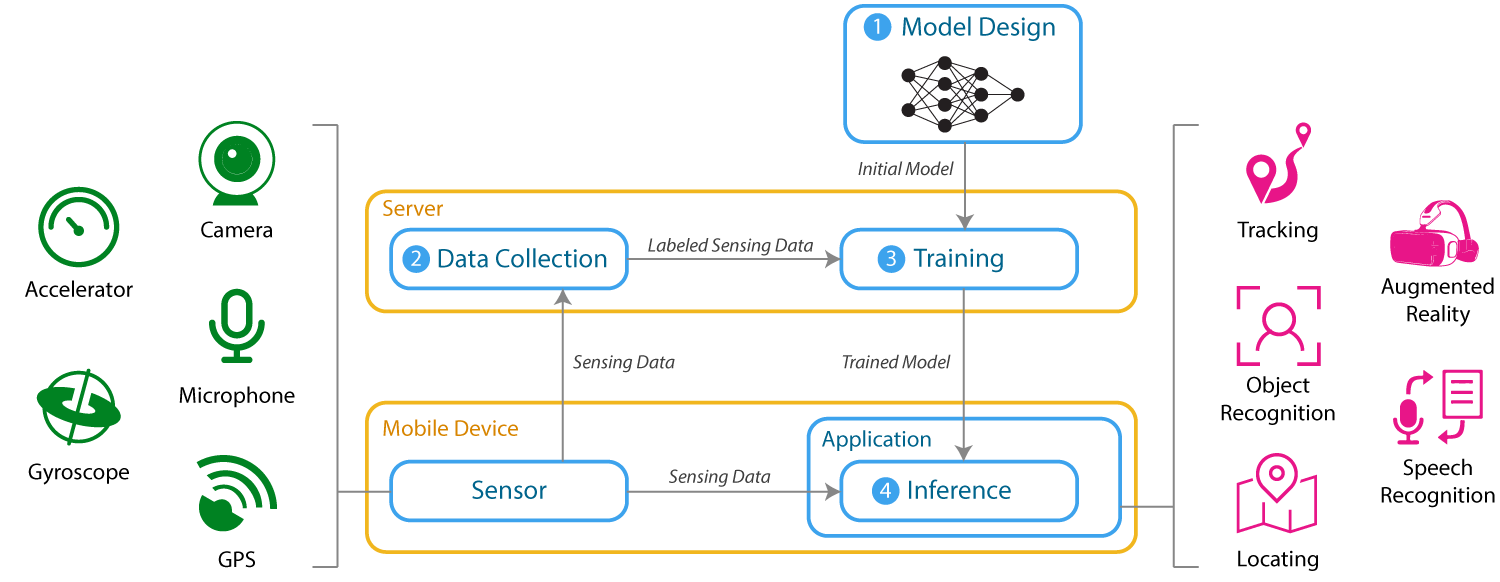 1 Model Design
Initial Model
Server
2 Data Collection
Labeled Sensing Data
3 Training
Sensing Data
Trained Model
Mobile Device
Sensor
Sensing Data
Application
4 Inference
Accelerator
Gyroscope
Camera
Microphone
GPS
Tracking
Object
Recognition
Locating
Augmented
Reality
Speech
Recognition